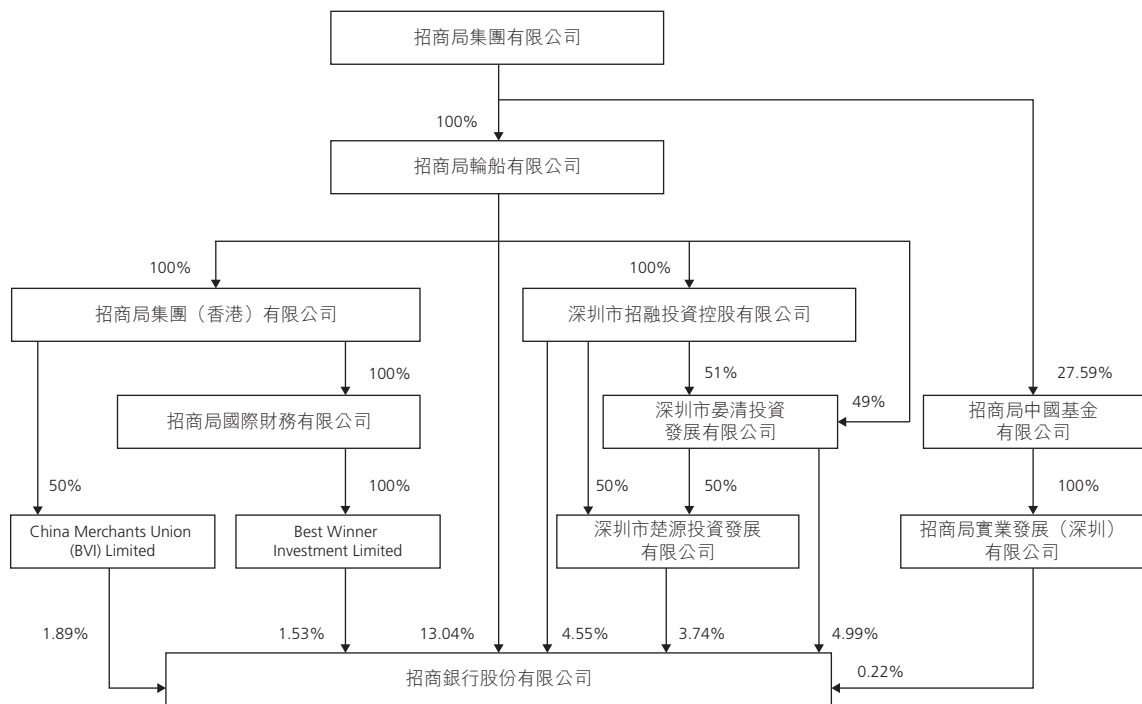 招商局集團有限公司
100%
招商局輪船有限公司
100%
100%
招商局集團（香港）有限公司
深圳市招融投資控股有限公司
100%
51%
27.59%
招商局國際財務有限公司
深圳市晏清投資
發展有限公司
49%
招商局中國基金
有限公司
50%
100%
50%
50%
100%
China Merchants Union
(BVI) Limited
Best Winner
Investment Limited
深圳市楚源投資發展
有限公司
招商局實業發展（深圳）
有限公司
1.89%
1.53%
13.04%
4.55%
3.74%
4.99%
招商銀行股份有限公司
0.22%